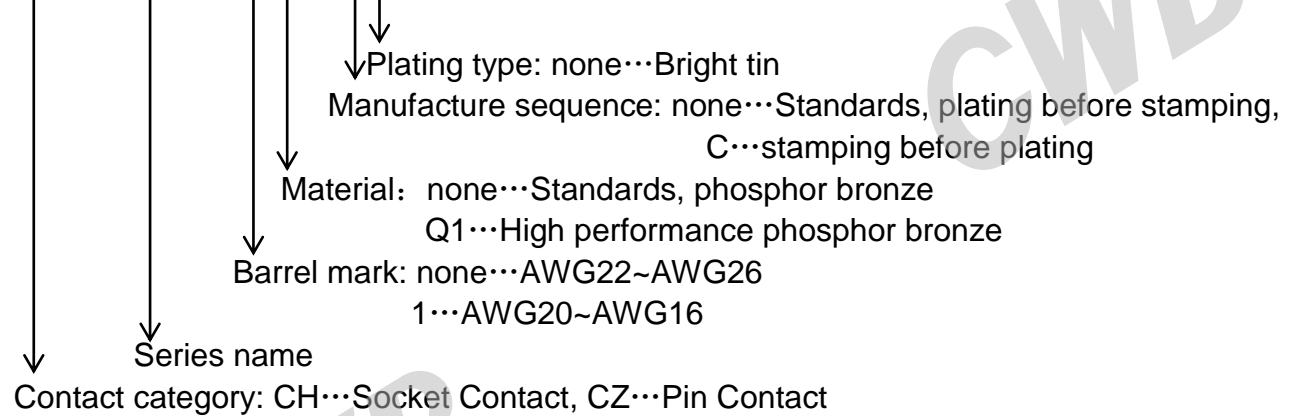 CWB
Plating type: none···Bright tin
Manufacture sequence: none···Standards, plating before stamping,
C···stamping before plating
Material：none···Standards, phosphor bronze
Q1···High performance phosphor bronze
Barrel mark: none···AWG22~AWG26
1···AWG20~AWG16
Series name
Contact category: CH···Socket Contact, CZ···Pin Contact